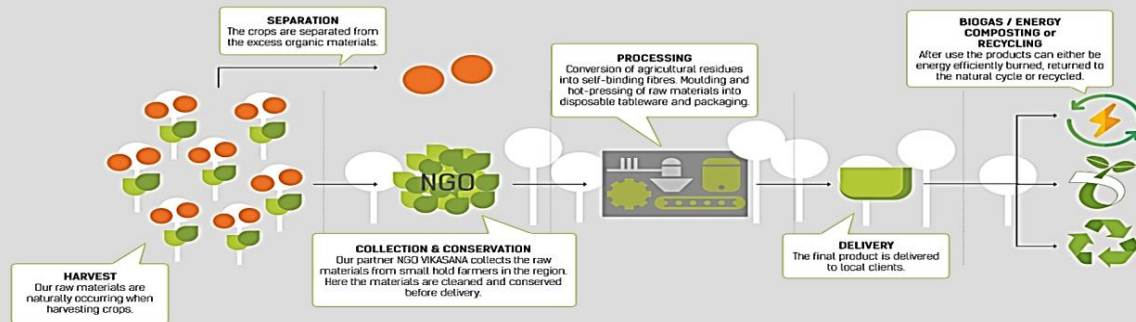 SEPARATION
The crops are separated from
the excess organic materials.
PROCESSING
Conversion of agricultural residues
into self-binding fibres. Moulding and
hot-pressing of raw materials into
disposable tableware and packaging.
BIOGAS / ENERGY
COMPOSTING or
RECYCLING
After use the products can either be
energy efficiently burned, returned to
the natural cycle or recycled.
NGO
HARVEST
Our raw materials are
naturally occurring when
harvesting crops.
COLLECTION & CONSERVATION
Our partner NGO VIKASANA collects the raw
materials from small hold farmers in the region.
Here the materials are cleaned and conserved
before delivery.
DELIVERY
The final product is delivered
to local clients.